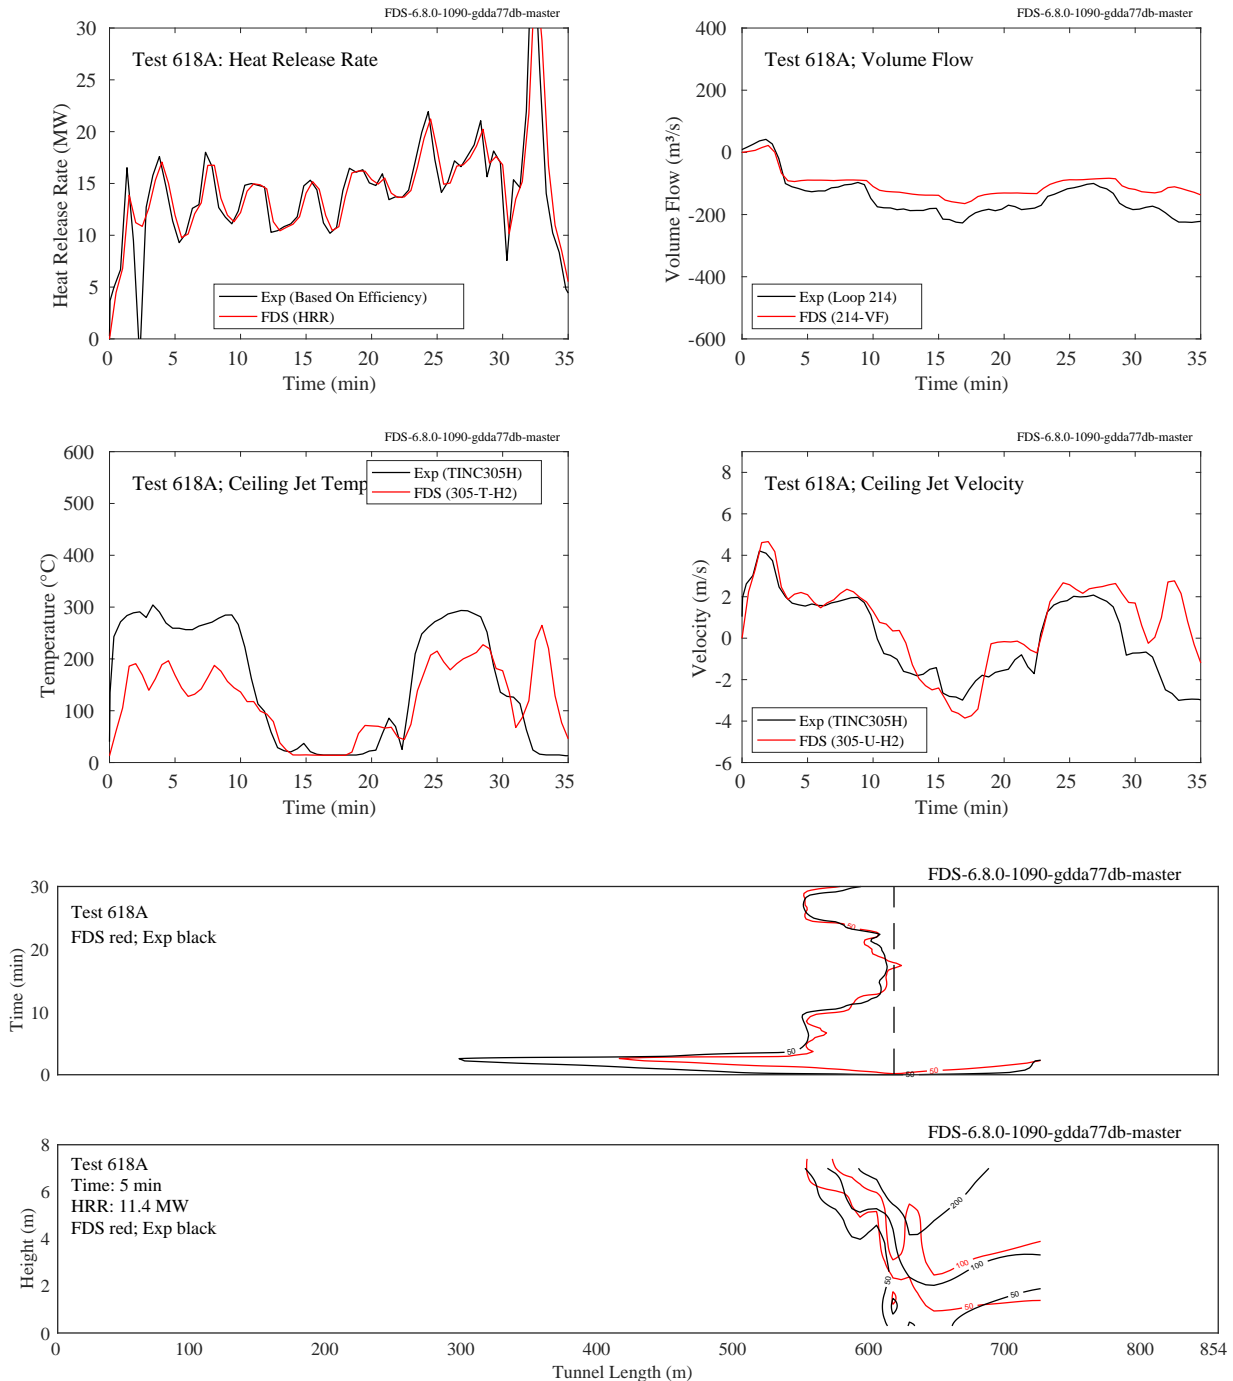 FDS-6.8.0-1090-gdda77db-master
Test 618A: Heat Release Rate
Heat Release Rate (MW)
30
25
20
15
10
5
0
Exp (Based On Efficiency)
FDS (HRR)
0 5 10 15 20 25 30 35
Time (min)
FDS-6.8.0-1090-gdda77db-master
Test 618A; Volume Flow
Volume Flow (m³/s)
400
200
0
-200
-400
-600
Exp (Loop 214)
FDS (214-VF)
0 5 10 15 20 25 30 35
Time (min)
FDS-6.8.0-1090-gdda77db-master
Test 618A; Ceiling Jet Temp
Exp (TINC305H)
FDS (305-T-H2)
Temperature (°C)
600
500
400
300
200
100
0
0 5 10 15 20 25 30 35
Time (min)
FDS-6.8.0-1090-gdda77db-master
Test 618A; Ceiling Jet Velocity
Velocity (m/s)
8
6
4
2
0
-2
-4
-6
Exp (TINC305H)
FDS (305-U-H2)
0 5 10 15 20 25 30 35
Time (min)
FDS-6.8.0-1090-gdda77db-master
Test 618A
FDS red; Exp black
Time (min)
30
20
10
0
50
50
50
50
FDS-6.8.0-1090-gdda77db-master
Test 618A
Time: 5 min
HRR: 11.4 MW
FDS red; Exp black
Height (m)
8
6
4
2
0
200
100
100
50
50
50
0 100 200 300 400 500 600 700 800 854
Tunnel Length (m)